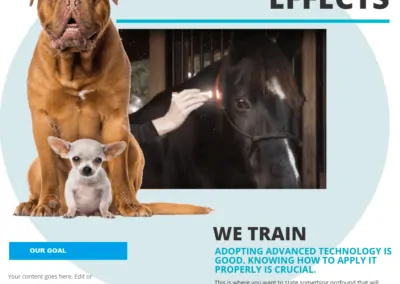 EFFECTS
WE TRAIN
ADOPTING ADVANCED TECHNOLOGY IS
GOOD. KNOWING HOW TO APPLY IT
PROPERLY IS CRUCIAL.
OUR GOAL
Your content goes here. Edit or
This is where you want to state something profound that will